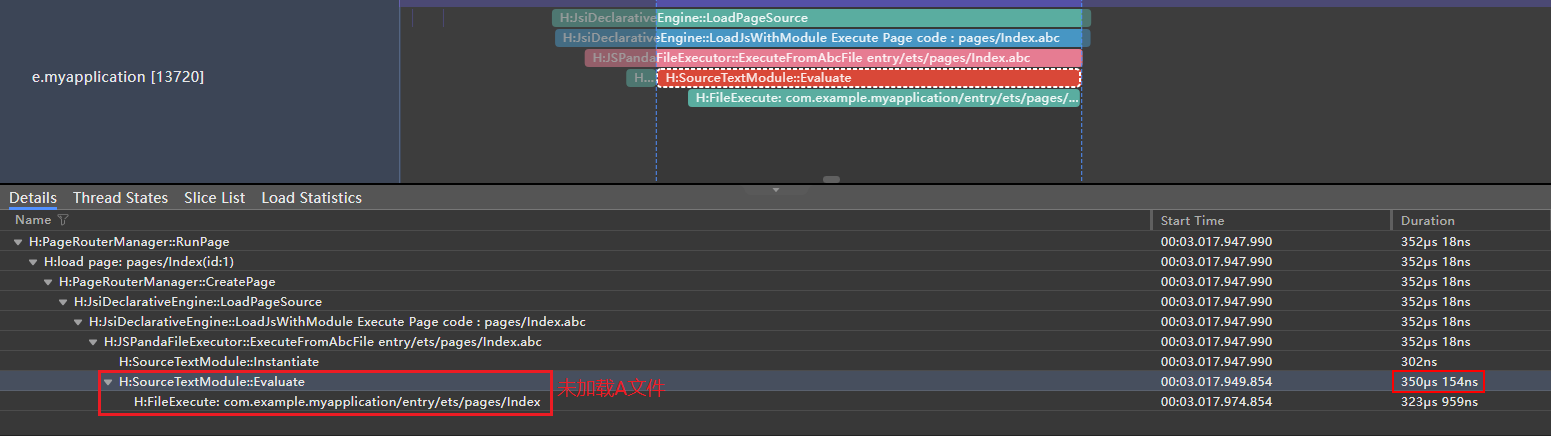 H:JsiDeclarativeEngine::LoadPageSource
H:JsiDeclarativeEngine::LoadJsWithModule Execute Page code : pages/Index.abc
H:JSPandaFileExecutor::ExecuteFromAbcFile entry/ets/pages/Index.abc
e.myapplication [13720]
H... H:SourceTextModule::Evaluate
H:FileExecute: com.example.myapplication/entry/ets/pages/...
Details Thread States Slice List Load Statistics
Name Start Time Duration
H:PageRouterManager::RunPage 00:03.017.947.990 352μs 18ns
H:load page: pages/Index(id:1) 00:03.017.947.990 352μs 18ns
H:PageRouterManager::CreatePage 00:03.017.947.990 352μs 18ns
H:JsiDeclarativeEngine::LoadPageSource 00:03.017.947.990 352μs 18ns
H:JsiDeclarativeEngine::LoadJsWithModule Execute Page code : pages/Index.abc 00:03.017.947.990 352μs 18ns
H:JSPandaFileExecutor::ExecuteFromAbcFile entry/ets/pages/Index.abc 00:03.017.947.990 352μs 18ns
H:SourceTextModule::Instantiate 00:03.017.947.990 302ns
H:SourceTextModule::Evaluate 未加载A文件 00:03.017.949.854 350μs 154ns
H:FileExecute: com.example.myapplication/entry/ets/pages/Index 00:03.017.974.854 323μs 959ns